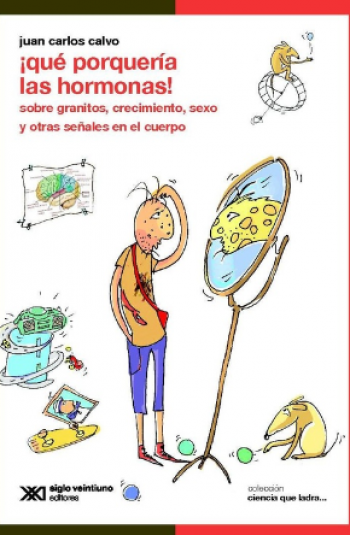 juan carlos calvo
¡qué porquería
las hormonas!
sobre granitos, crecimiento, sexo
y otras señales en el cuerpo
siglo veintiuno
editores
colección
ciencia que ladra...